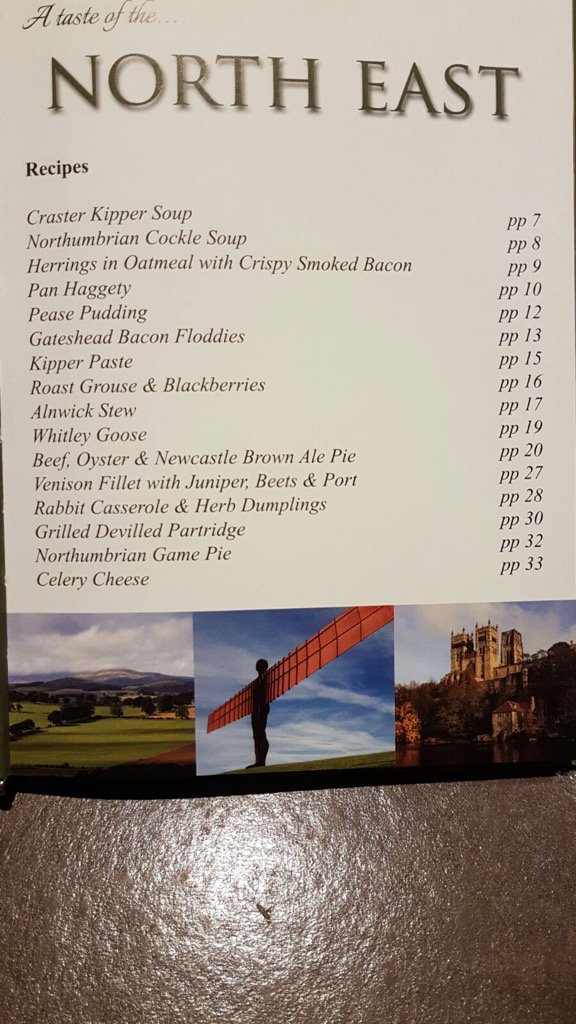 A taste of the....
NORTH EAST
Recipes
Craster Kipper Soup pp 7
Northumbrian Cockle Soup pp 8
Herrings in Oatmeal with Crispy Smoked Bacon pp 9
Pan Haggety pp 10
Pease Pudding pp 12
Gateshead Bacon Floddies pp 13
Kipper Paste pp 15
Roast Grouse & Blackberries pp 16
Alnwick Stew pp 17
Whitley Goose pp 19
Beef, Oyster & Newcastle Brown Ale Pie pp 20
Venison Fillet with Juniper, Beets & Port pp 27
Rabbit Casserole & Herb Dumplings pp 28
Grilled Devilled Partridge pp 30
Northumbrian Game Pie pp 32
Celery Cheese pp 33